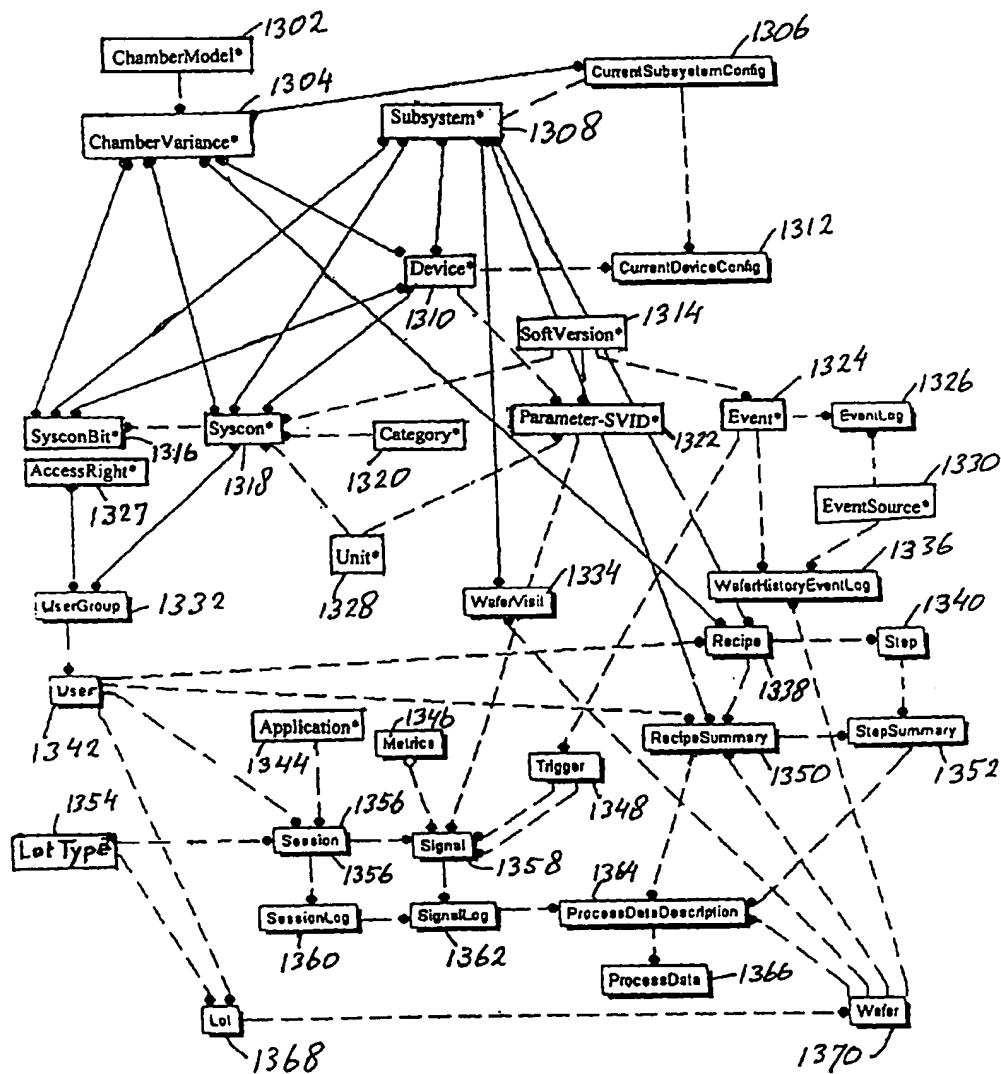 1302
ChamberModel*
1306
CurrentSubsystemConfig
1304
ChamberVariance*
Subsystem*
1308
1312
Device*
CurrentDeviceConfig
1310
1314
SoftVersion*
1324
1326
SysconBit*
1316
Syscon*
1318
Category*
1320
Parameter-SVID*
1322
Event*
EventLog
AccessRight*
1327
1330
EventSource*
Unit*
1328
1334
WaferVisit
1336
WaferHistoryEventLog
UserGroup
1332
1340
Recipe
1338
Step
User
1342
Application*
1344
1346
Metrics
Trigger
1348
RecipeSummary
1350
StepSummary
1352
1354
LotType
1356
Session
1356
Signal
1358
1364
SessionLog
1360
SignalLog
1362
ProcessDataDescription
ProcessData
1366
Lot
1368
Wafer
1370